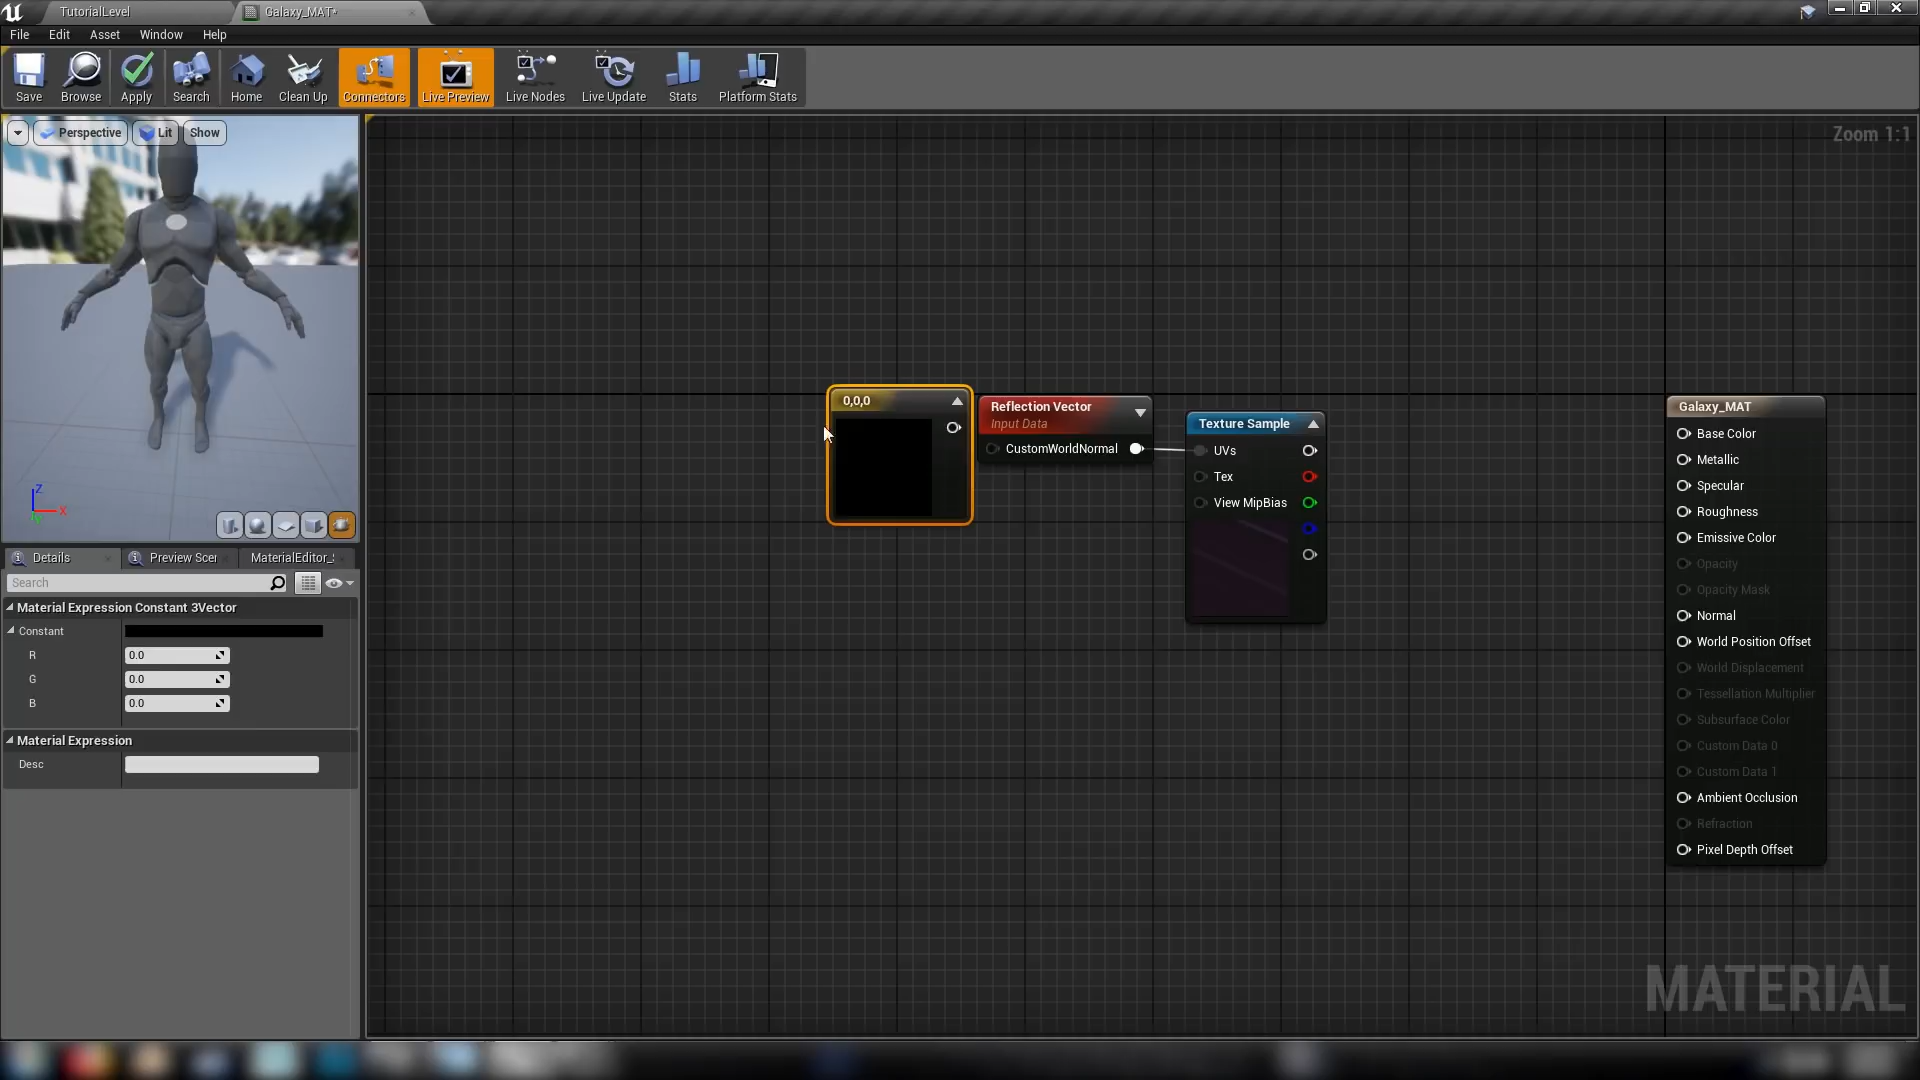 TutorialLevel
Galaxy_MAT*
File Edit Asset Window Help
Save Browse Apply Search Home Clean Up Connectors Live Preview Live Nodes Live Update Stats Platform Stats
Perspective Lit Show
Zoom 1:1
Z
X
Y
0,0,0
Reflection Vector
Input Data
CustomWorldNormal
Texture Sample
UVs
Tex
View MipBias
Galaxy_MAT
Base Color
Metallic
Specular
Roughness
Emissive Color
Opacity
Opacity Mask
Normal
World Position Offset
World Displacement
Tessellation Multiplier
Subsurface Color
Custom Data 0
Custom Data 1
Ambient Occlusion
Refraction
Pixel Depth Offset
Details Preview Scen MaterialEditor_S
Search
Material Expression Constant 3Vector
Constant
R 0.0
G 0.0
B 0.0
Material Expression
Desc
MATERIAL